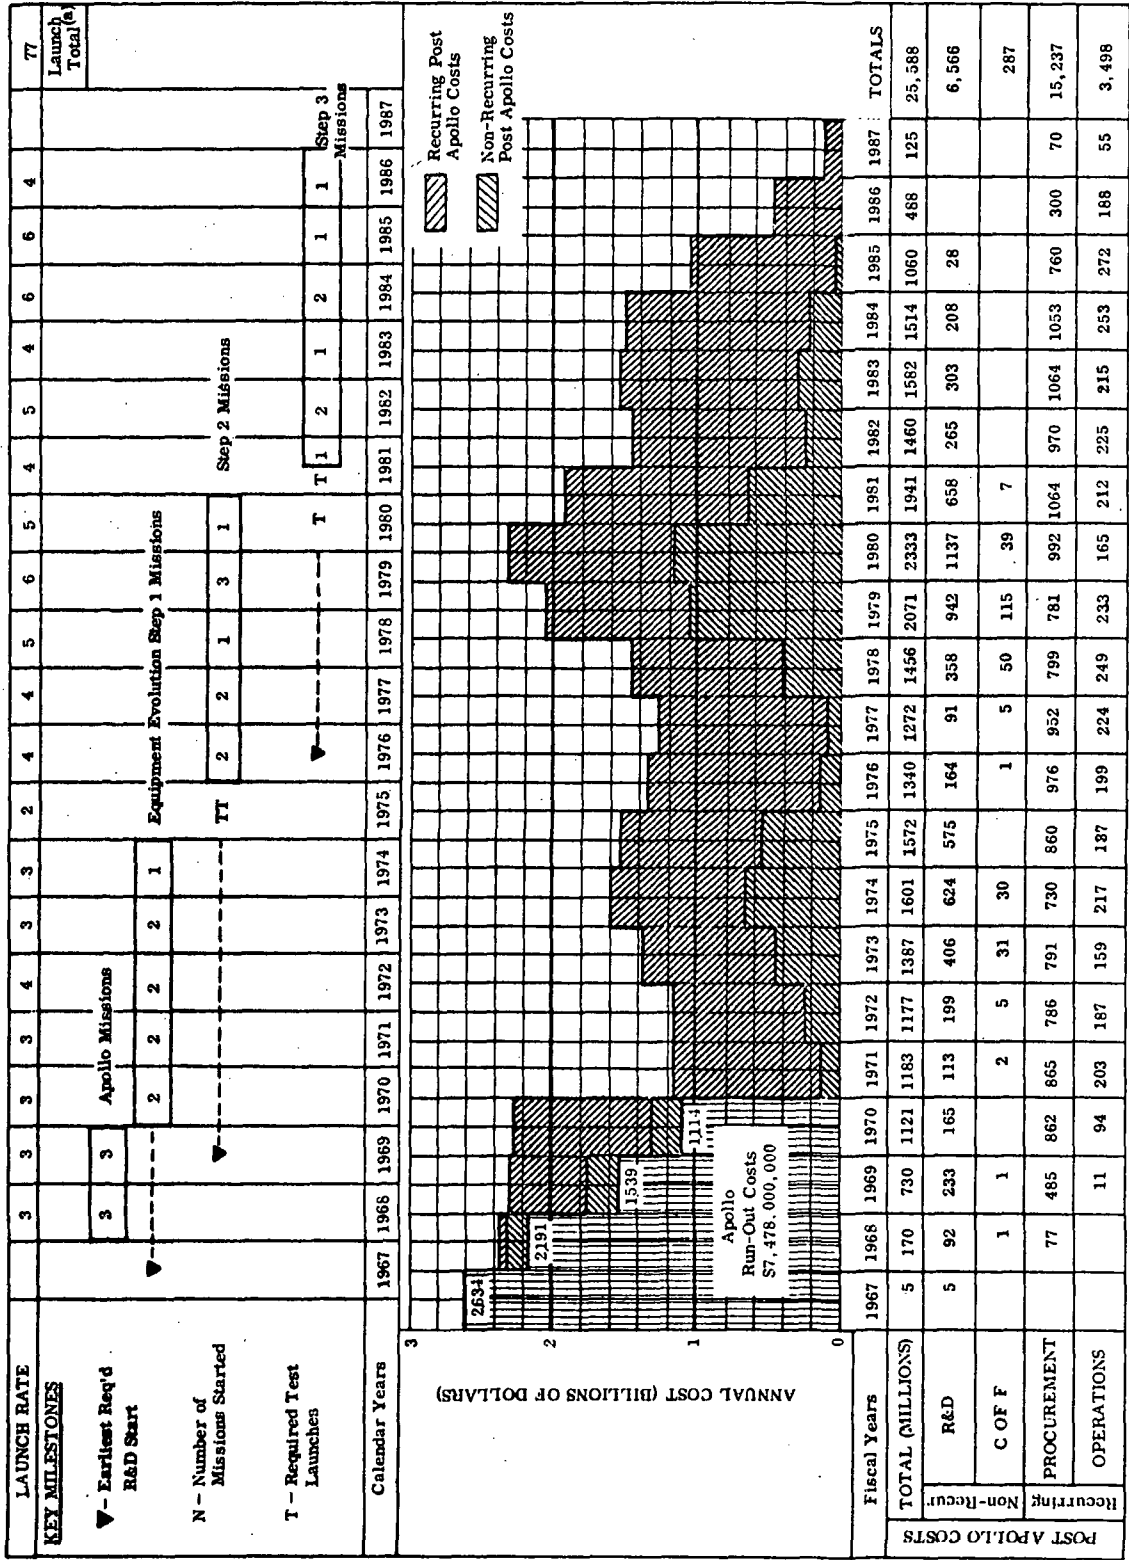 LAUNCH RATE 3 3 3 3 4 3 3 2 4 4 5 6 5 4 5 4 6 6 4 77
KEY MILESTONES
Launch
Total(a)
▼ – Earliest Req'd
R&D Start
Apollo Missions
3 3
Equipment Evolution Step 1 Missions
2 2 2 2 1
N – Number of
Missions Started
Step 2 Missions
TT 2 2 1 3 1
T – Required Test
Launches
T T 1 2 1 2 1 1
Step 3
Missions
Calendar Years 1967 1968 1969 1970 1971 1972 1973 1974 1975 1976 1977 1978 1979 1980 1981 1982 1983 1984 1985 1986 1987
ANNUAL COST (BILLIONS OF DOLLARS)
3
2
1
0
Recurring Post
Apollo Costs
Non-Recurring
Post Apollo Costs
2634
2,191
1539
1114
Apollo
Run-Out Costs
$7,478,000,000
Fiscal Years 1967 1968 1969 1970 1971 1972 1973 1974 1975 1976 1977 1978 1979 1980 1981 1982 1983 1984 1985 1986 1987 TOTALS
POST APOLLO COSTS
TOTAL (MILLIONS) 5 170 730 1121 1183 1177 1387 1601 1572 1340 1272 1456 2071 2333 1941 1460 1582 1514 1060 488 125 25,588
Non-Recur.
R&D 5 92 233 165 113 199 406 624 575 164 91 358 942 1137 658 265 303 208 28 6,566
C OF F 1 1 2 5 31 30 1 5 50 115 39 7 287
Recurring
PROCUREMENT 77 485 862 865 786 791 730 860 976 952 799 781 992 1064 970 1064 1053 760 300 70 15,237
OPERATIONS 11 94 203 187 159 217 187 199 224 249 233 165 212 225 215 253 272 188 55 3,498